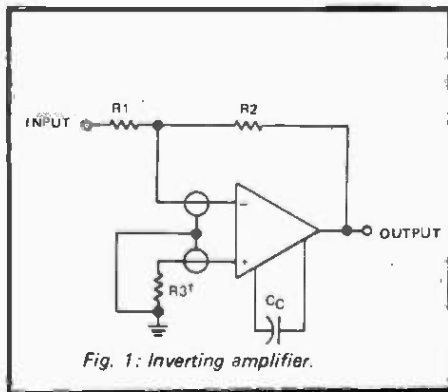 R1
R2
INPUT
−
OUTPUT
+
R3†
CC
Fig. 1: Inverting amplifier.